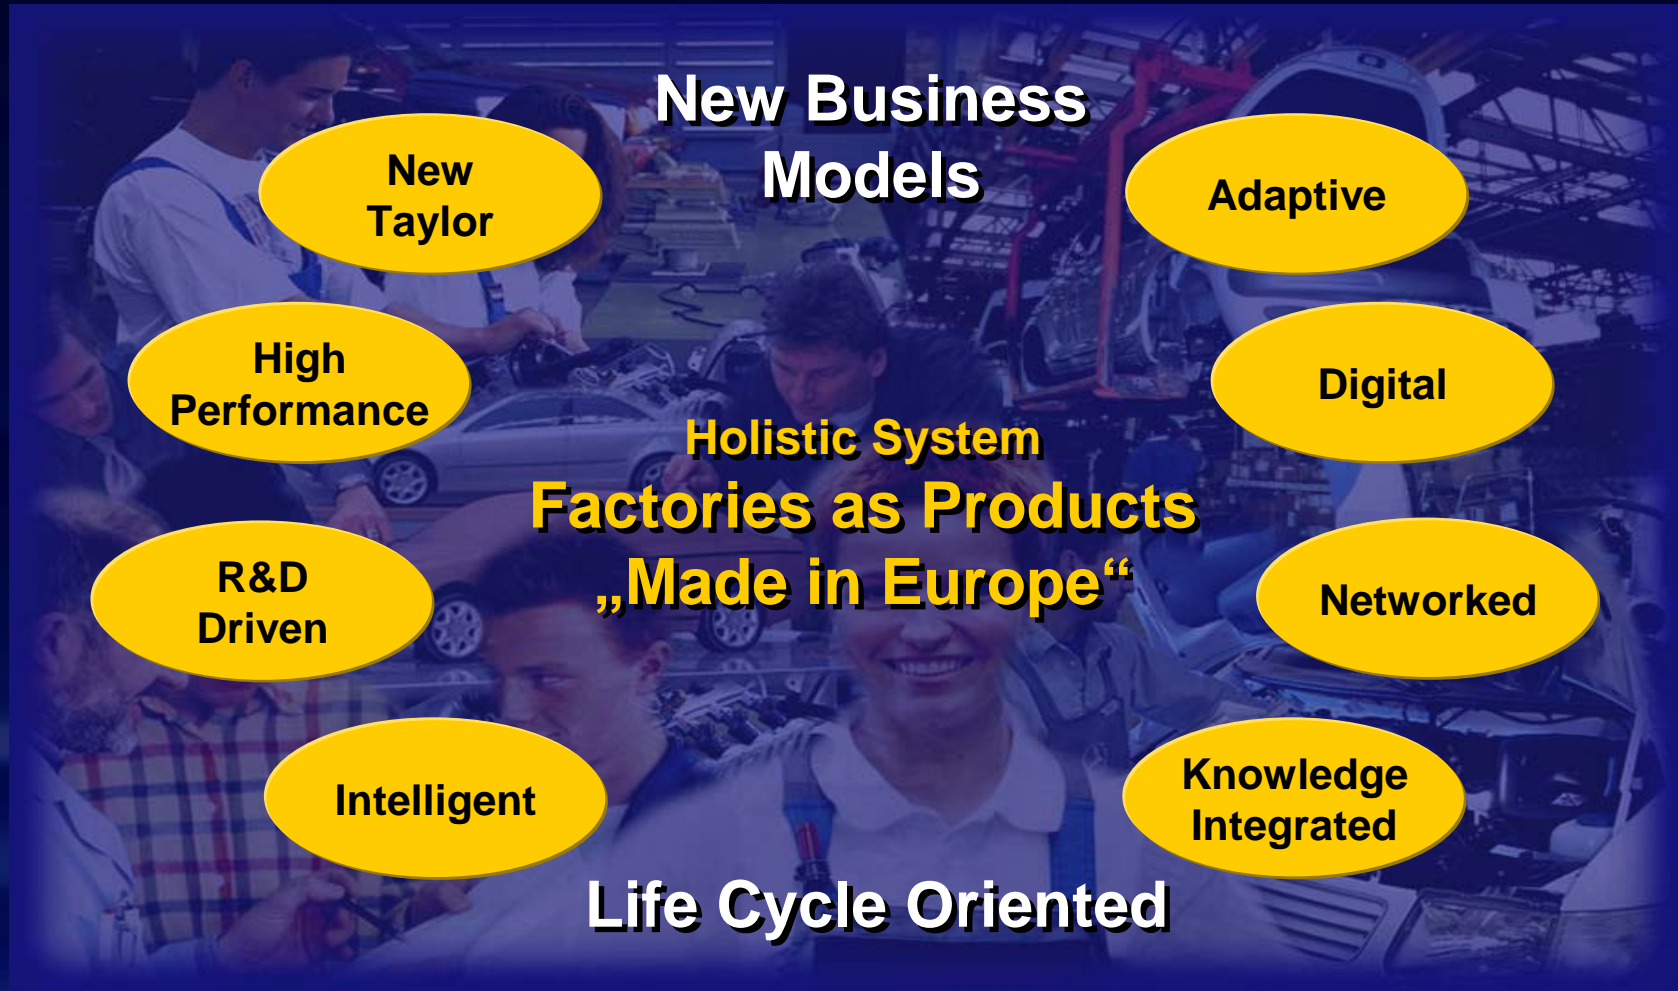 New Business
Models
New
Taylor
Adaptive
High
Performance
Digital
Holistic System
Factories as Products
„Made in Europe“
R&D
Driven
Networked
Intelligent
Knowledge
Integrated
Life Cycle Oriented